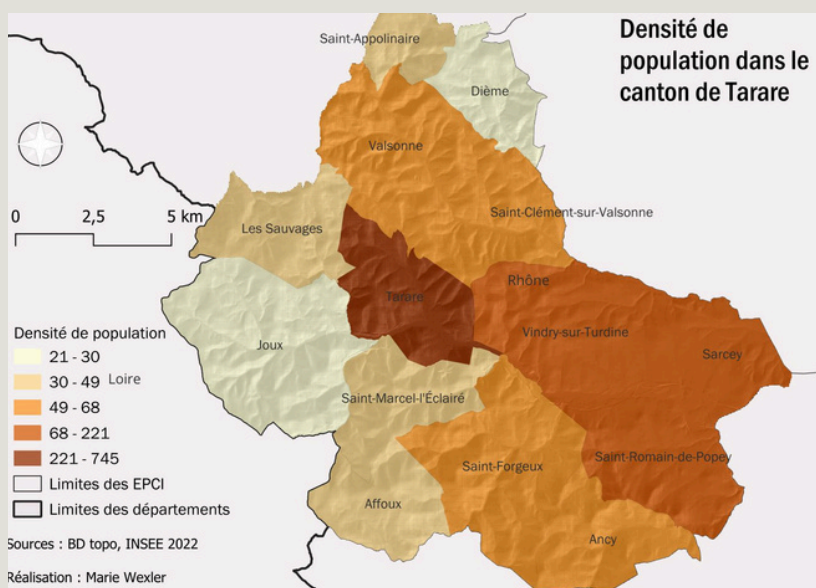 Densité de
population dans le
canton de Tarare
Saint-Appolinaire
Dième
Valsonne
Saint-Clément-sur-Valsonne
0 2,5 5 km
Les Sauvages
Tarare
Rhône
Vindry-sur-Turdine
Sarcey
Joux
Saint-Marcel-l'Éclairé
Saint-Forgeux
Saint-Romain-de-Popey
Affoux
Ancy
Densité de population
21 - 30
30 - 49
Loire
49 - 68
68 - 221
221 - 745
Limites des EPCI
Limites des départements
Sources : BD topo, INSEE 2022
Réalisation : Marie Wexler